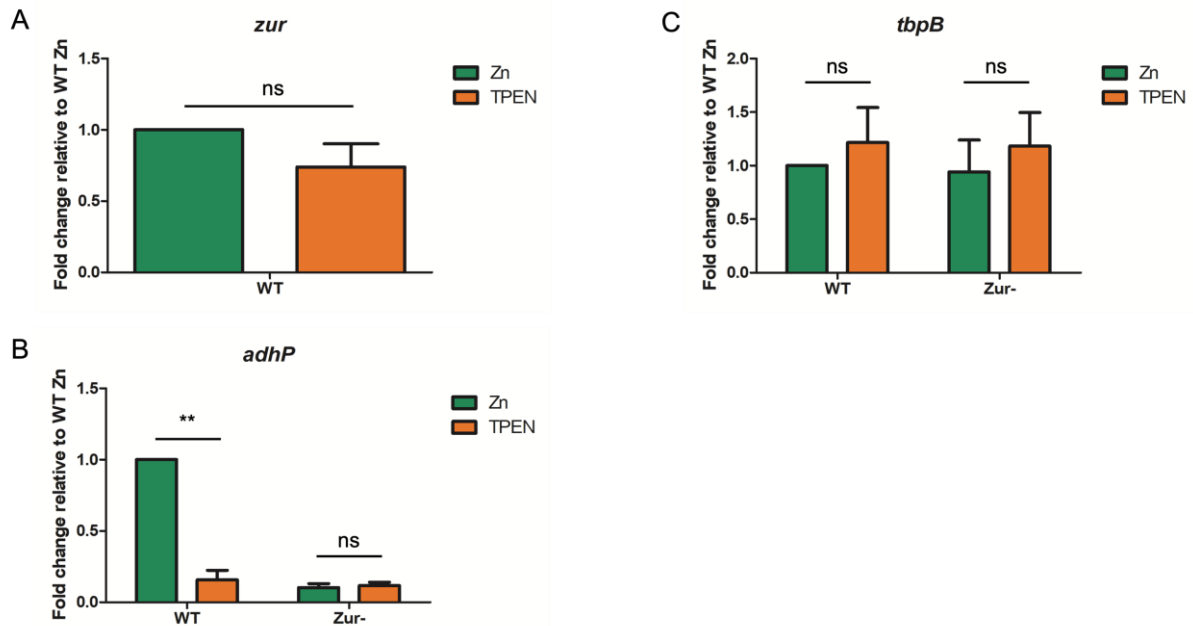 A
zur
Fold change relative to WT Zn
1.5
1.0
0.5
0.0
ns
WT
Zn
TPEN
B
adhP
Fold change relative to WT Zn
1.5
1.0
0.5
0.0
**
ns
WT
Zur-
Zn
TPEN
C
tbpB
Fold change relative to WT Zn
2.0
1.5
1.0
0.5
0.0
ns
ns
WT
Zur-
Zn
TPEN